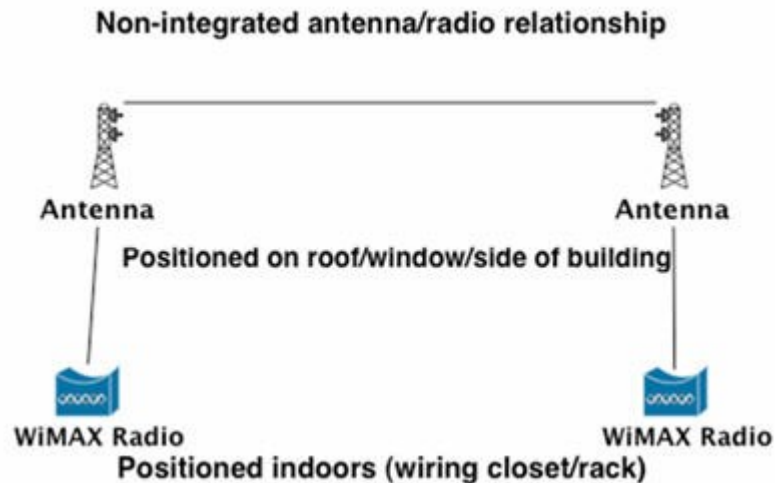 Non-integrated antenna/radio relationship
Antenna
Antenna
Positioned on roof/window/side of building
WiMAX Radio
WiMAX Radio
Positioned indoors (wiring closet/rack)